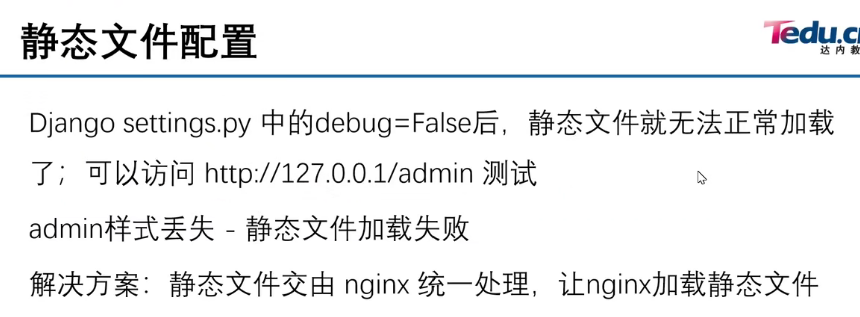 静态文件配置
Tedu.c
达内教
Django settings.py 中的debug=False后，静态文件就无法正常加载
了；可以访问 http://127.0.0.1/admin 测试
admin样式丢失 - 静态文件加载失败
解决方案：静态文件交由 nginx 统一处理，让nginx加载静态文件